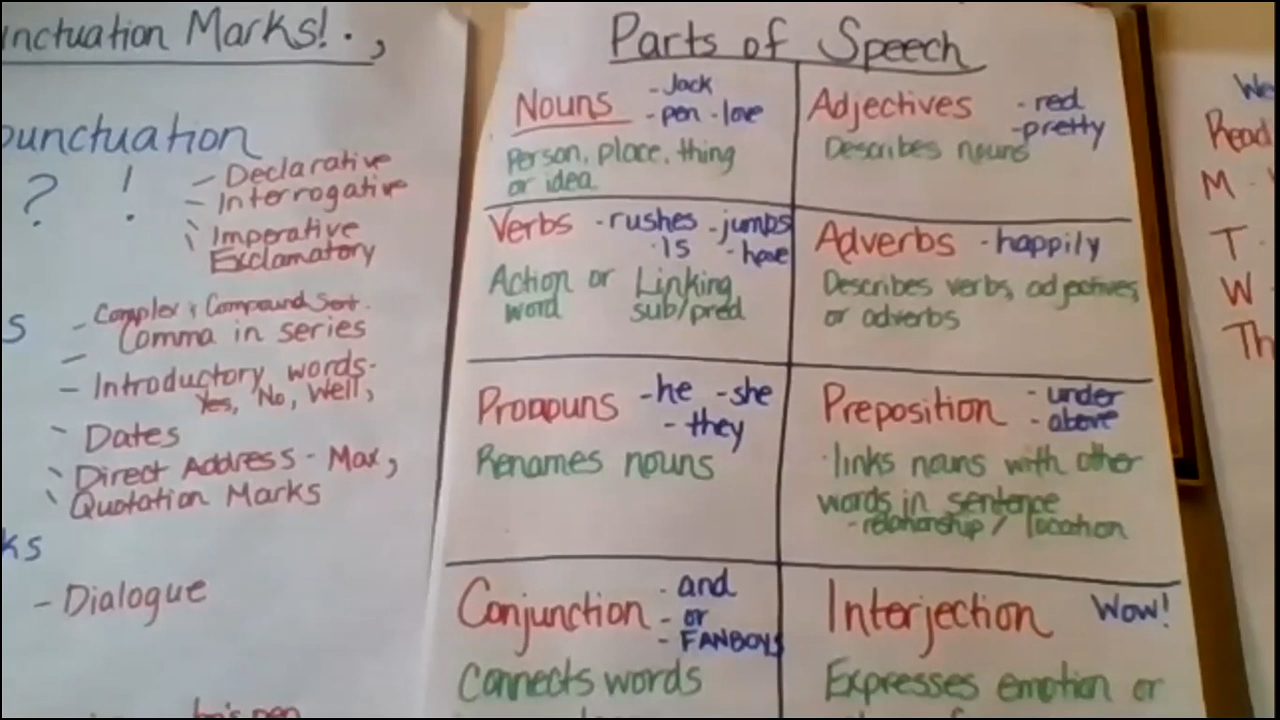 nctuation Marks! . ,
punctuation
? !
- Declarative
- Interrogative
- Imperative
Exclamatory
s
- Complex & Compound Sent.
Comma in series
- Introductory words-
Yes, No, Well,
- Dates
- Direct Address - Max,
- Quotation Marks
ks
- Dialogue
pen
Parts of Speech
Nouns - Jack
- pen - love
Person, place, thing
or idea
Adjectives - red
- pretty
Describes nouns
Verbs - rushes - jumps
- is - have
Action or Linking
word sub/pred
Adverbs - happily
Describes verbs, adjectives,
or adverbs
Pronouns - he - she
- they
Renames nouns
Preposition - under
- above
- links nouns with other
words in sentence
- relationship / location
Conjunction - and
- or
- FANBOYS
Connects words
Interjection Wow!
Expresses emotion or
We
Read
M -
T -
W -
Th